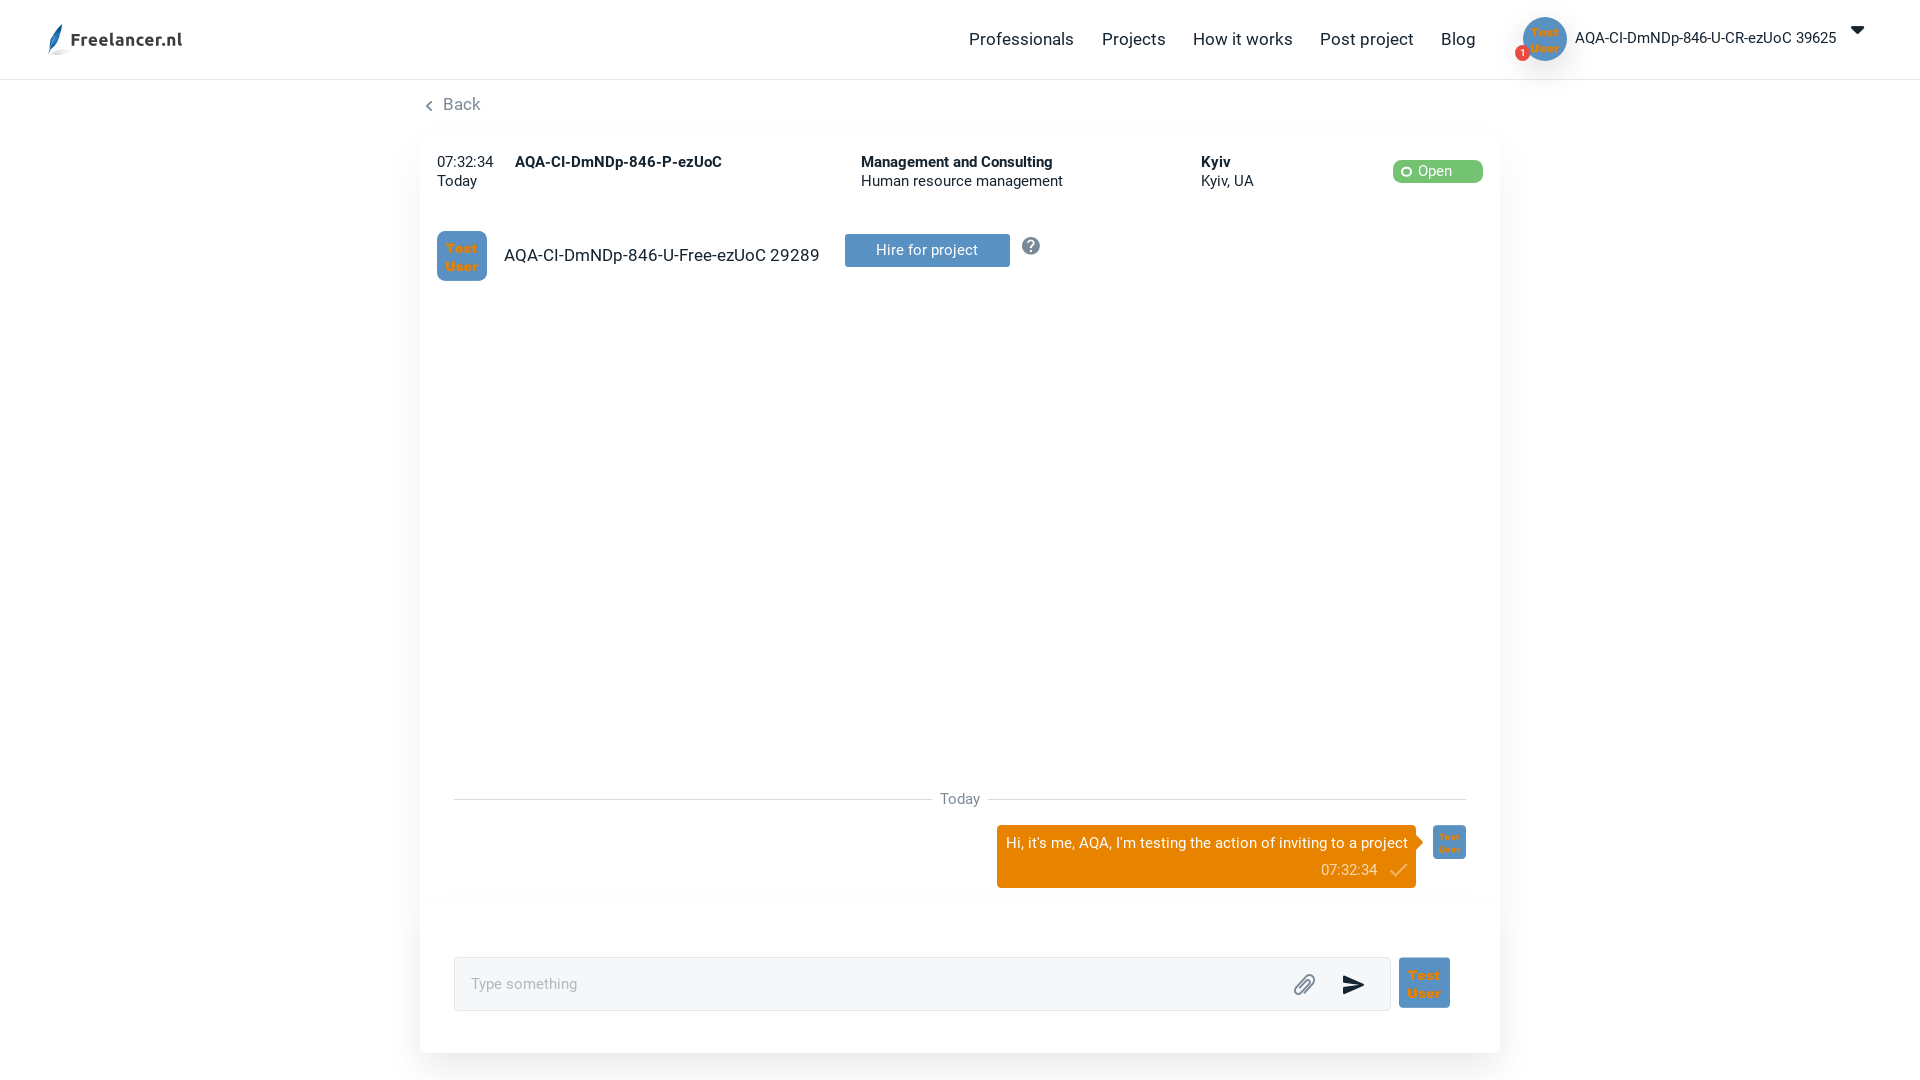 Freelancer.nl
Professionals
Projects
How it works
Post project
Blog
Test
User
1
AQA-CI-DmNDp-846-U-CR-ezUoC 39625
Back
07:32:34
Today
AQA-CI-DmNDp-846-P-ezUoC
Management and Consulting
Human resource management
Kyiv
Kyiv, UA
Open
Test
User
AQA-CI-DmNDp-846-U-Free-ezUoC 29289
Hire for project
?
Today
Hi, it's me, AQA, I'm testing the action of inviting to a project
07:32:34
Test
User
Type something
Test
User